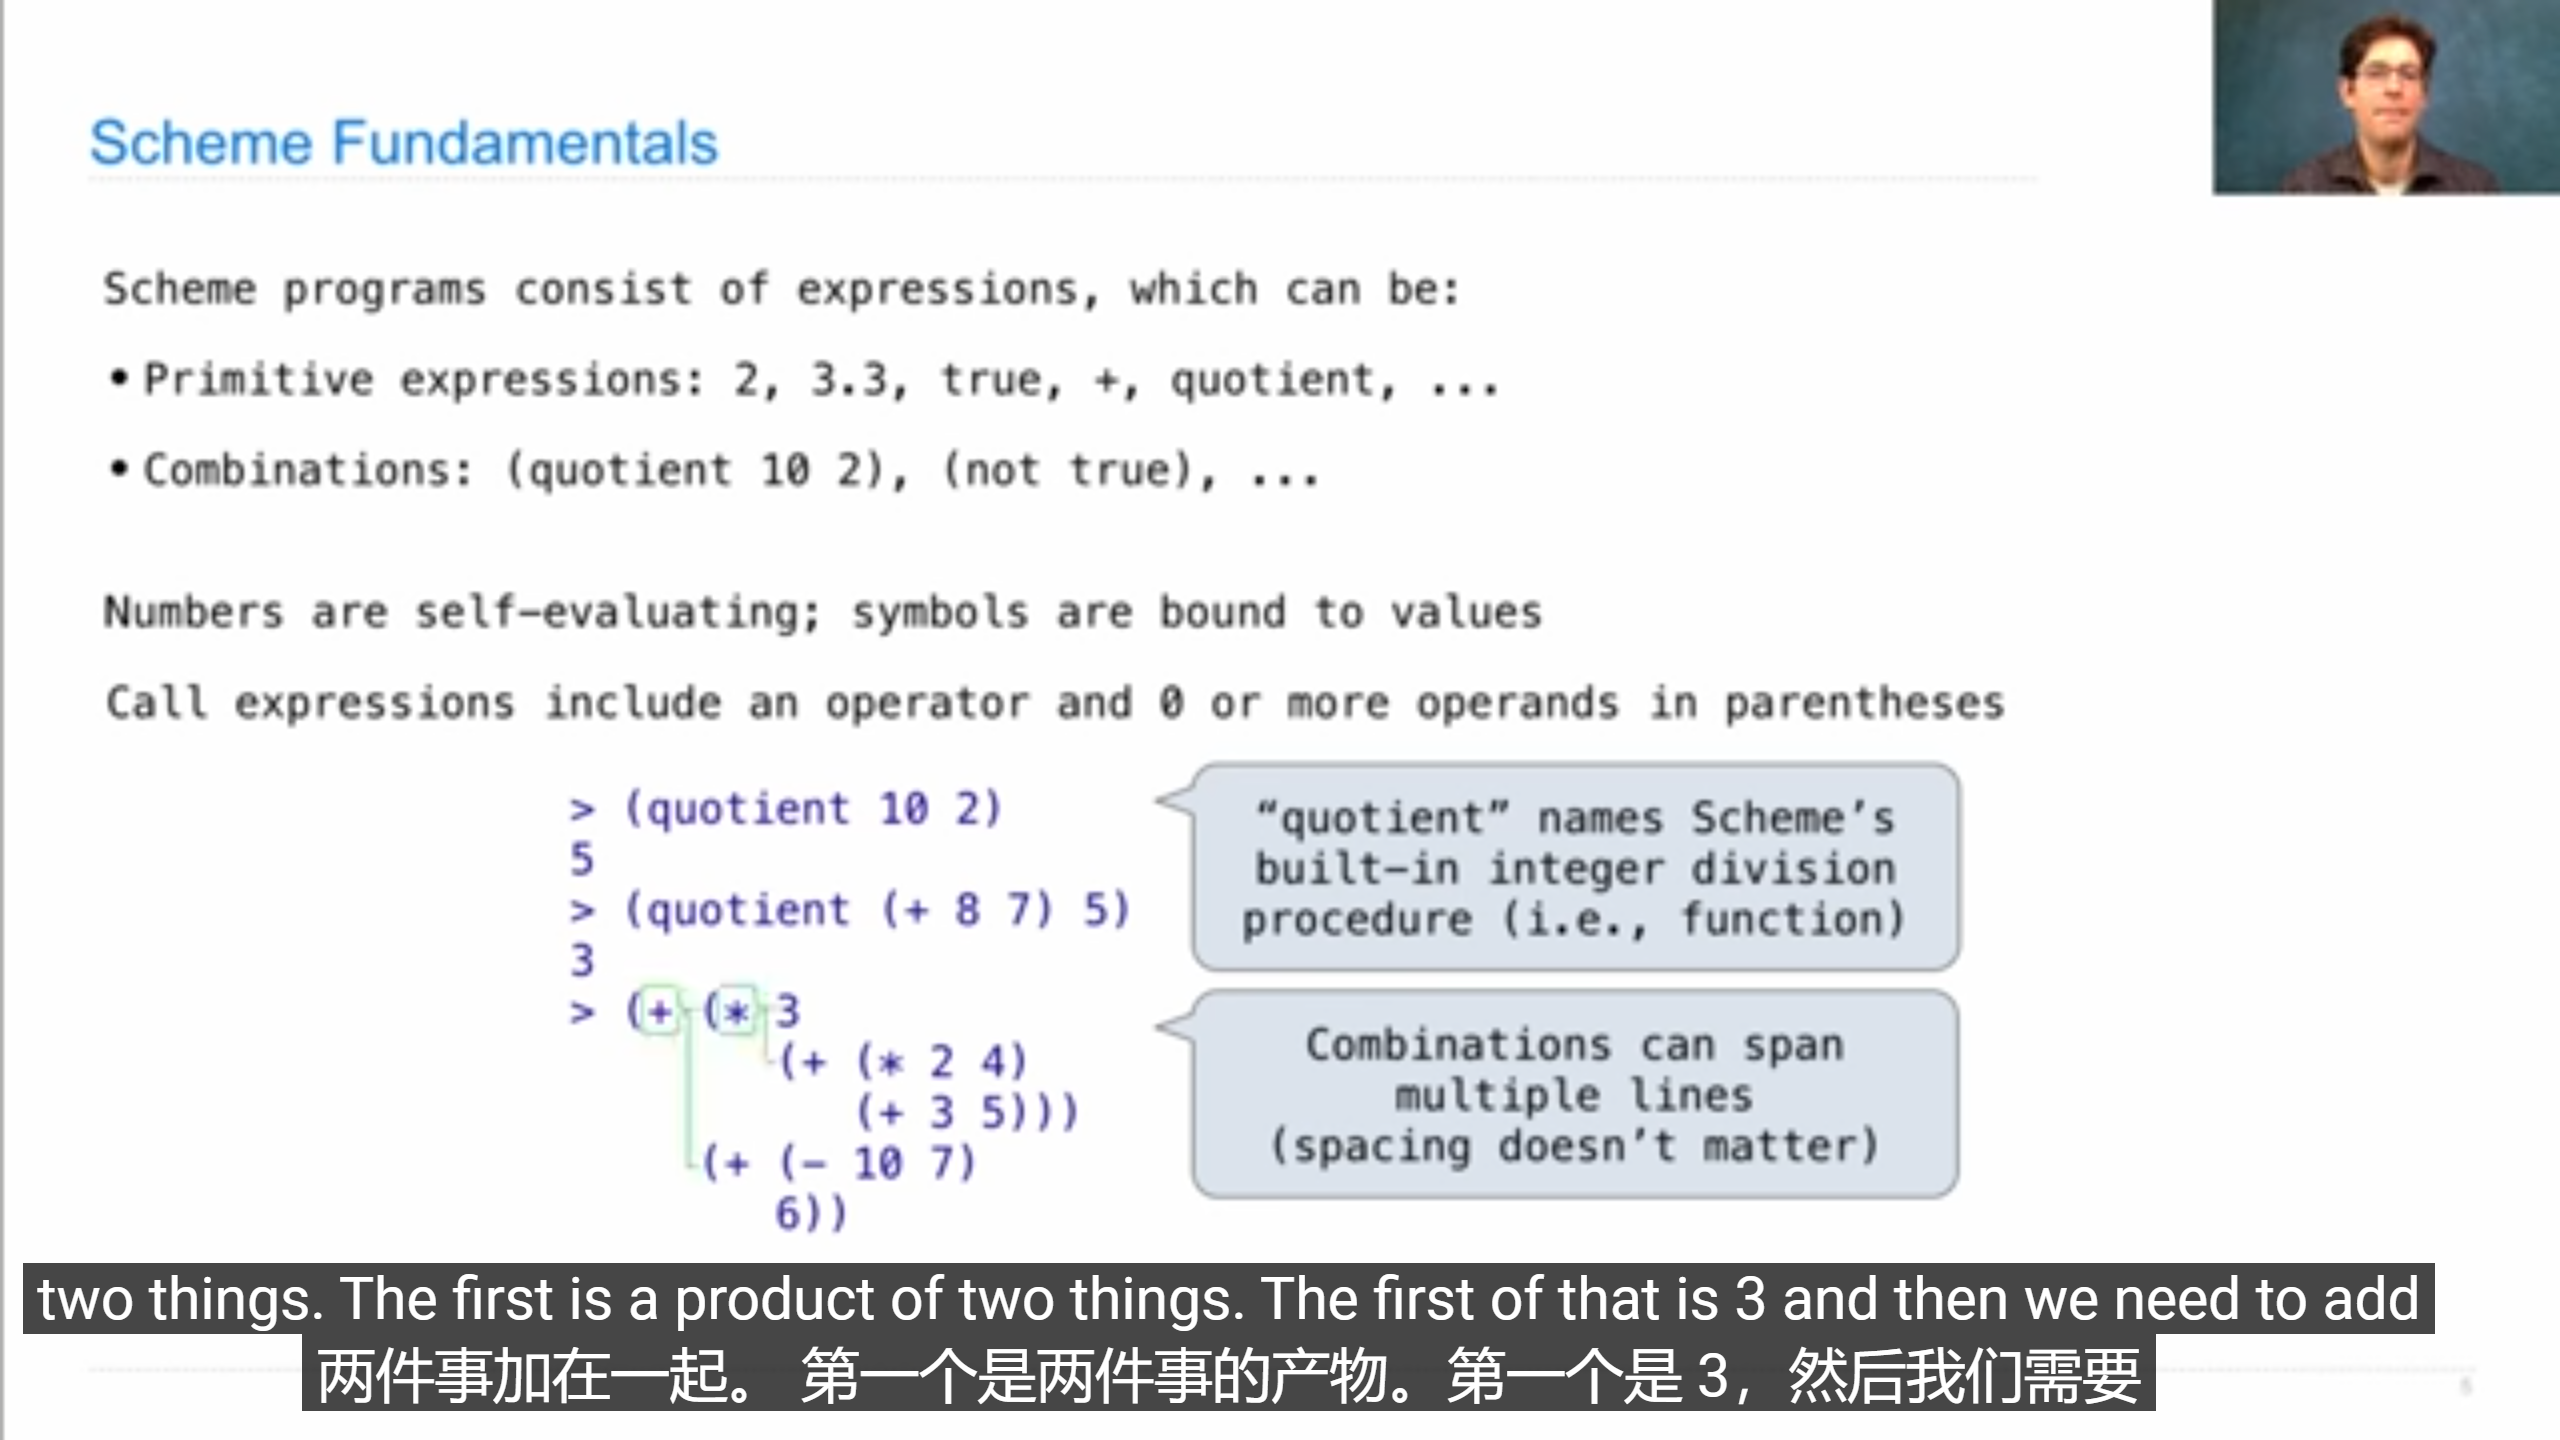 Scheme Fundamentals
Scheme programs consist of expressions, which can be:
• Primitive expressions: 2, 3.3, true, +, quotient, ...
• Combinations: (quotient 10 2), (not true), ...
Numbers are self-evaluating; symbols are bound to values
Call expressions include an operator and 0 or more operands in parentheses
> (quotient 10 2)
5
> (quotient (+ 8 7) 5)
3
> (+ (* 3
(+ (* 2 4)
(+ 3 5)))
(+ (- 10 7)
6))
“quotient” names Scheme’s
built-in integer division
procedure (i.e., function)
Combinations can span
multiple lines
(spacing doesn’t matter)
two things. The first is a product of two things. The first of that is 3 and then we need to add
两件事加在一起。 第一个是两件事的产物。第一个是 3，然后我们需要